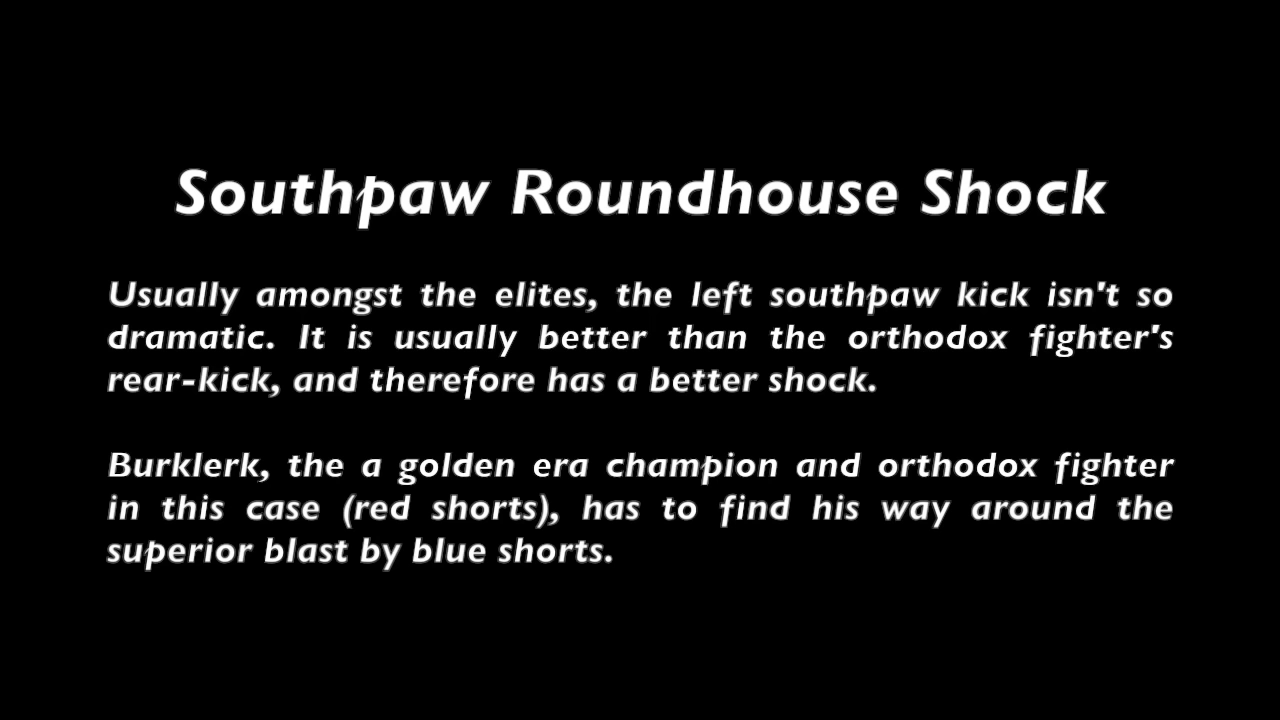 Southpaw Roundhouse Shock
Usually amongst the elites, the left southpaw kick isn't so
dramatic. It is usually better than the orthodox fighter's
rear-kick, and therefore has a better shock.
Burklerk, the a golden era champion and orthodox fighter
in this case (red shorts), has to find his way around the
superior blast by blue shorts.